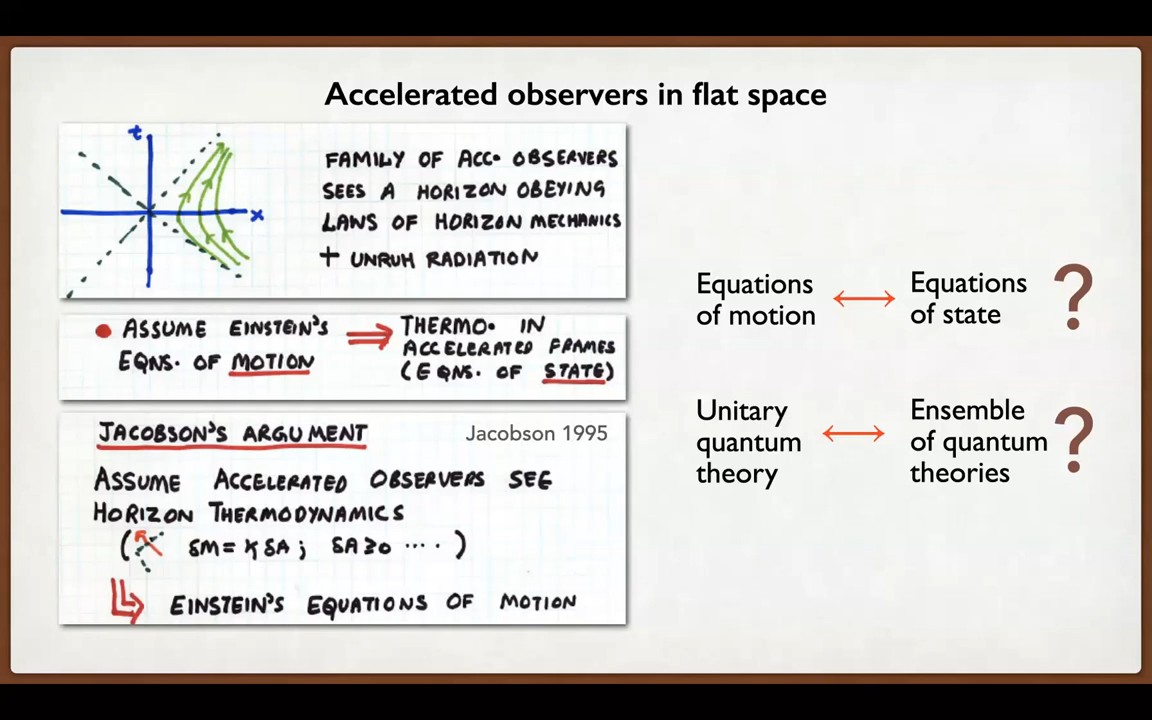 Accelerated observers in flat space
t
x
FAMILY OF ACC. OBSERVERS
SEES A HORIZON OBEYING
LAWS OF HORIZON MECHANICS
+ UNRUH RADIATION
• ASSUME EINSTEIN'S
EQNS. OF MOTION
⇒ THERMO. IN
ACCELERATED FRAMES
(EQNS. OF STATE)
JACOBSON'S ARGUMENT
Jacobson 1995
ASSUME ACCELERATED OBSERVERS SEE
HORIZON THERMODYNAMICS
( δM = κ δA ; δA ≥ 0 ···· )
EINSTEIN'S EQUATIONS OF MOTION
Equations
of motion
↔
Equations
of state
?
Unitary
quantum
theory
↔
Ensemble
of quantum
theories
?